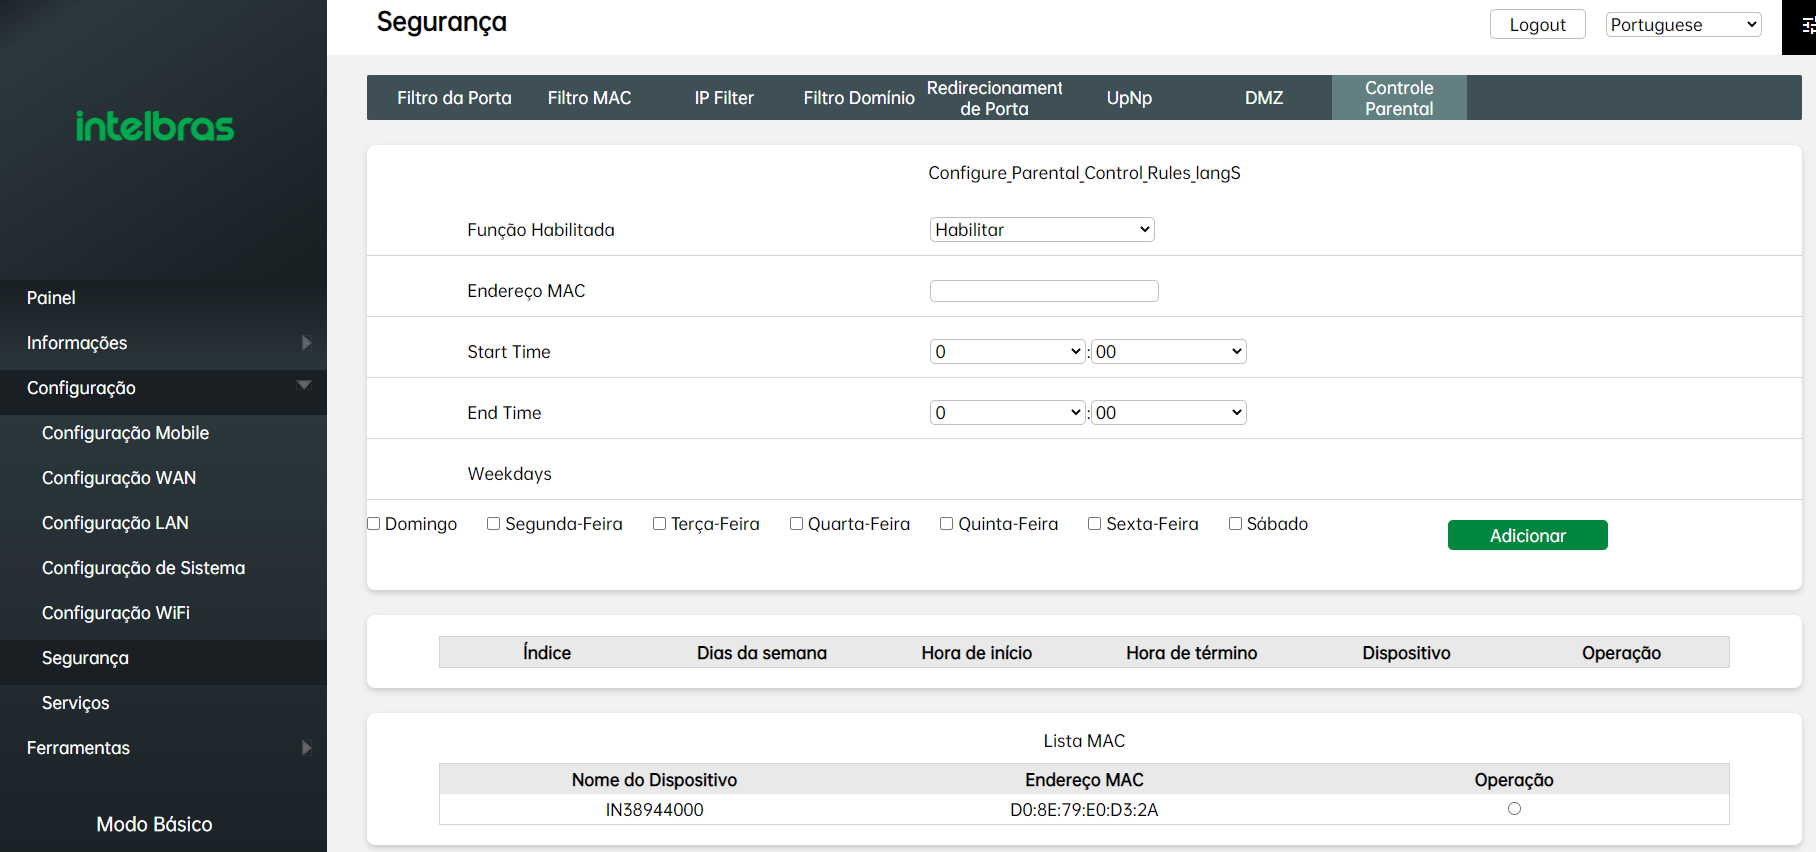 Segurança
Logout
Portuguese
intelbras
Filtro da Porta
Filtro MAC
IP Filter
Filtro Domínio
Redirecionament
de Porta
UpNp
DMZ
Controle
Parental
Configure_Parental_Control_Rules_langS
Função Habilitada
Habilitar
Endereço MAC
Start Time
0
:
00
End Time
0
:
00
Weekdays
Domingo
Segunda-Feira
Terça-Feira
Quarta-Feira
Quinta-Feira
Sexta-Feira
Sábado
Adicionar
Índice
Dias da semana
Hora de início
Hora de término
Dispositivo
Operação
Lista MAC
Nome do Dispositivo
Endereço MAC
Operação
IN38944000
D0:8E:79:E0:D3:2A
Painel
Informações
Configuração
Configuração Mobile
Configuração WAN
Configuração LAN
Configuração de Sistema
Configuração WiFi
Segurança
Serviços
Ferramentas
Modo Básico